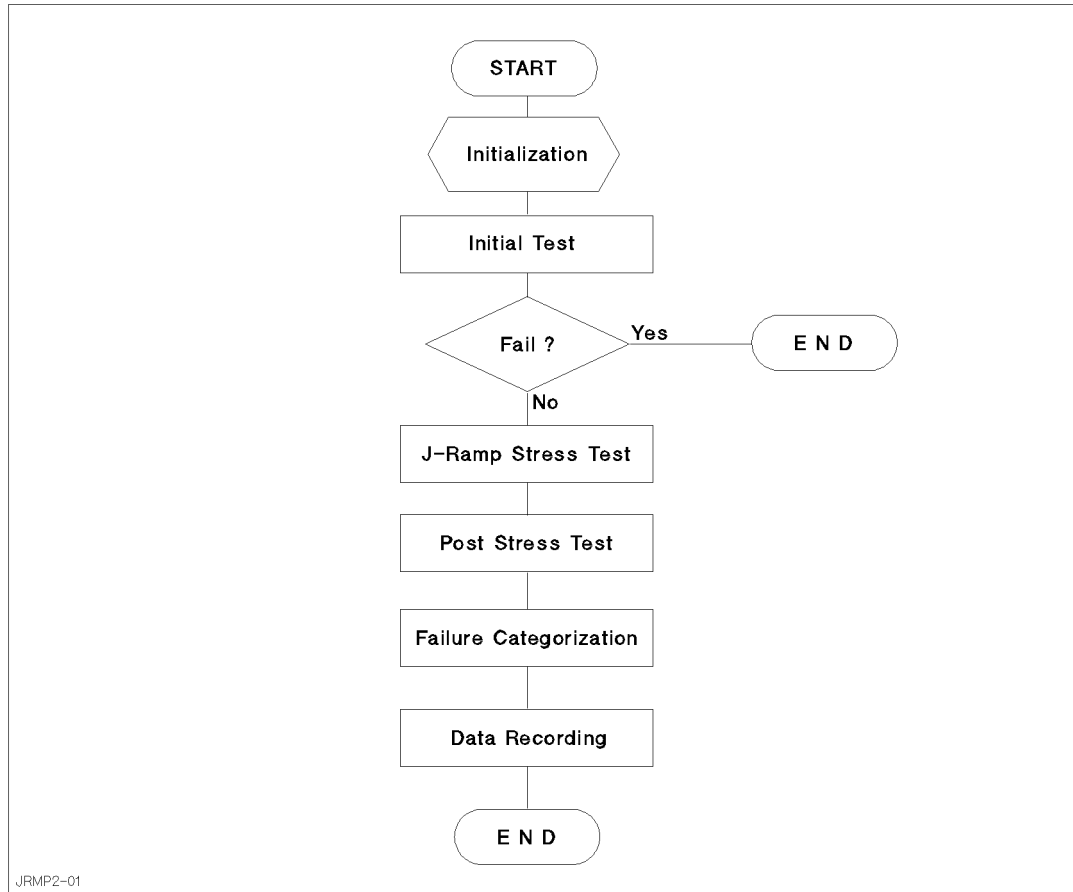 START
Initialization
Initial Test
Fail ?
Yes
E N D
No
J-Ramp Stress Test
Post Stress Test
Failure Categorization
Data Recording
E N D
JRMP2-01